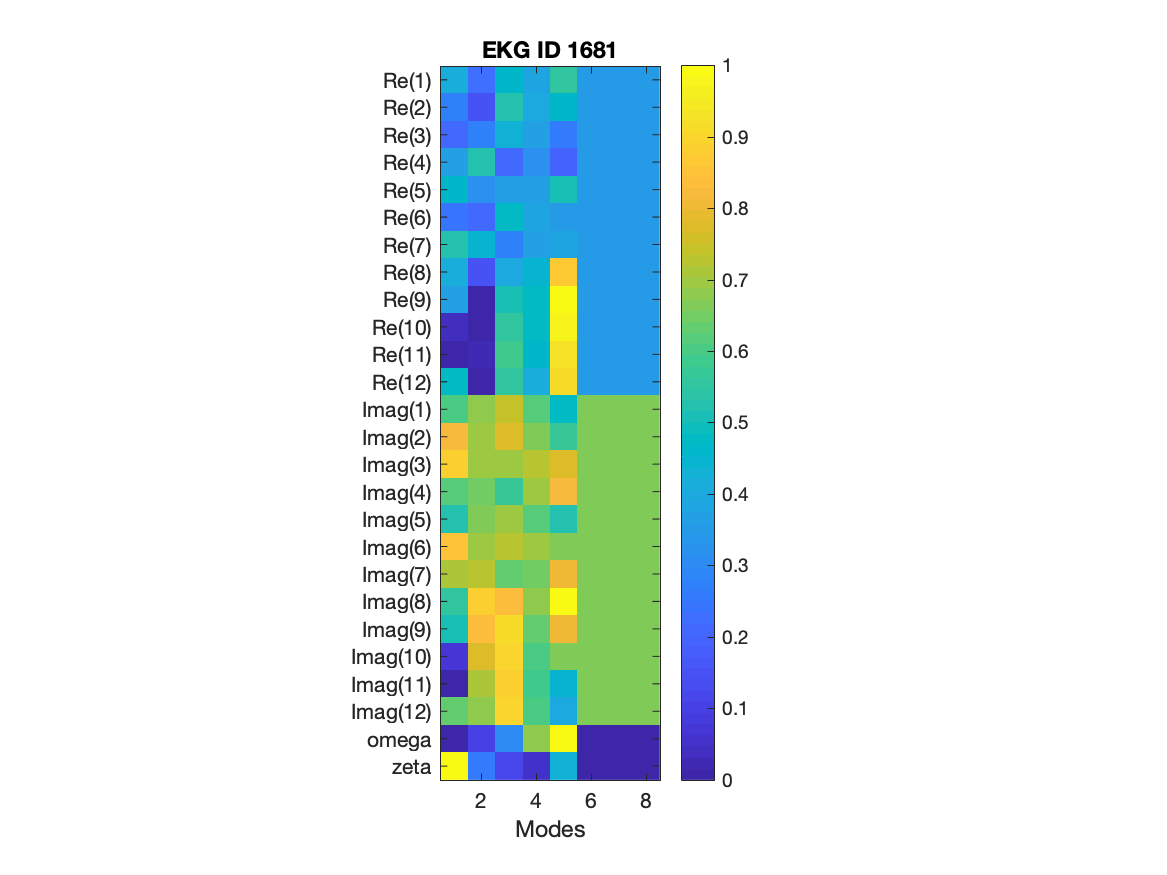 EKG ID 1681
Re(1)
Re(2)
Re(3)
Re(4)
Re(5)
Re(6)
Re(7)
Re(8)
Re(9)
Re(10)
Re(11)
Re(12)
Imag(1)
Imag(2)
Imag(3)
Imag(4)
Imag(5)
Imag(6)
Imag(7)
Imag(8)
Imag(9)
Imag(10)
Imag(11)
Imag(12)
omega
zeta
2 4 6 8
Modes
1
0.9
0.8
0.7
0.6
0.5
0.4
0.3
0.2
0.1
0